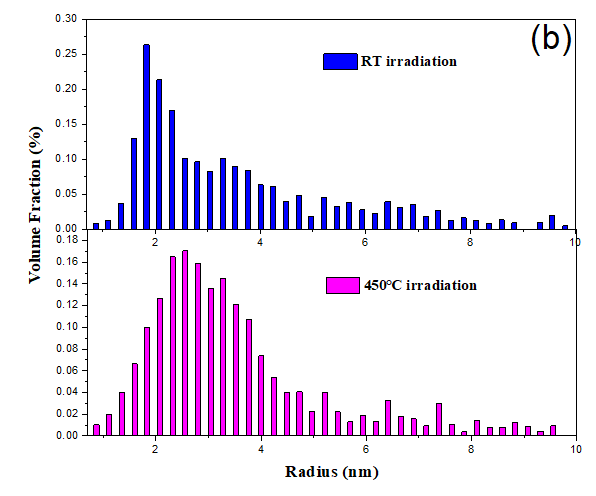 (b)
RT irradiation
0.30
0.25
0.20
0.15
0.10
0.05
0.00
2 4 6 8 10
Volume Fraction (%)
450°C irradiation
0.18
0.16
0.14
0.12
0.10
0.08
0.06
0.04
0.02
0.00
2 4 6 8 10
Radius (nm)